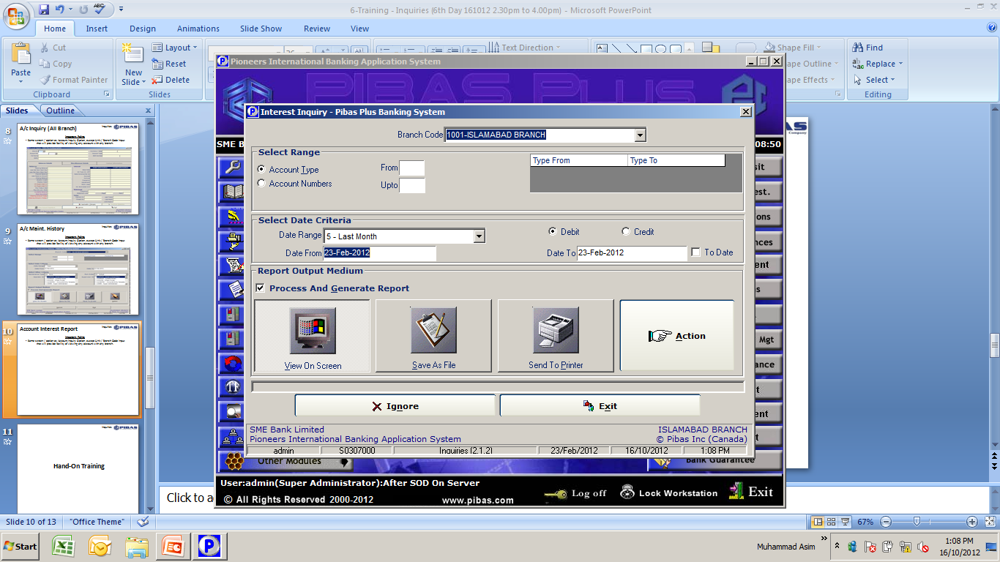 6-Training - Inquiries (6th Day 161012 2.30pm to 4.00pm) - Microsoft PowerPoint
Home Insert Design Animations Slide Show Review View
Paste
Cut
Copy
Format Painter
Clipboard
New Slide
Layout
Reset
Delete
Slides
Text Direction
Shape Fill
Outline
Effects
Find
Replace
Select
Editing
Slides Outline
8
A/c Inquiry (All Branch)
9
A/c Maint. History
10
Account Interest Report
11
Hand-On Training
Pioneers International Banking Application System
PIBAS PLUS
SME B
08:50
Interest Inquiry - Pibas Plus Banking System
Branch Code 1001-ISLAMABAD BRANCH
Select Range
Account Type
Account Numbers
From
Upto
Type From Type To
Select Date Criteria
Date Range 5 - Last Month
Debit Credit
Date From 23-Feb-2012
Date To 23-Feb-2012 To Date
Report Output Medium
Process And Generate Report
View On Screen
Save As File
Send To Printer
Action
Ignore Exit
SME Bank Limited ISLAMABAD BRANCH
Pioneers International Banking Application System © Pibas Inc (Canada)
admin S0307000 Inquiries (2.1.2) 23/Feb/2012 16/10/2012 1:08 PM
Other Modules
Bank Guarantee
Mgt
User:admin(Super Administrator):After SOD On Server
© All Rights Reserved 2000-2012 www.pibas.com
Log off Lock Workstation Exit
Click to a
Slide 10 of 13 "Office Theme" 67%
Start
Muhammad Asim
1:08 PM
16/10/2012